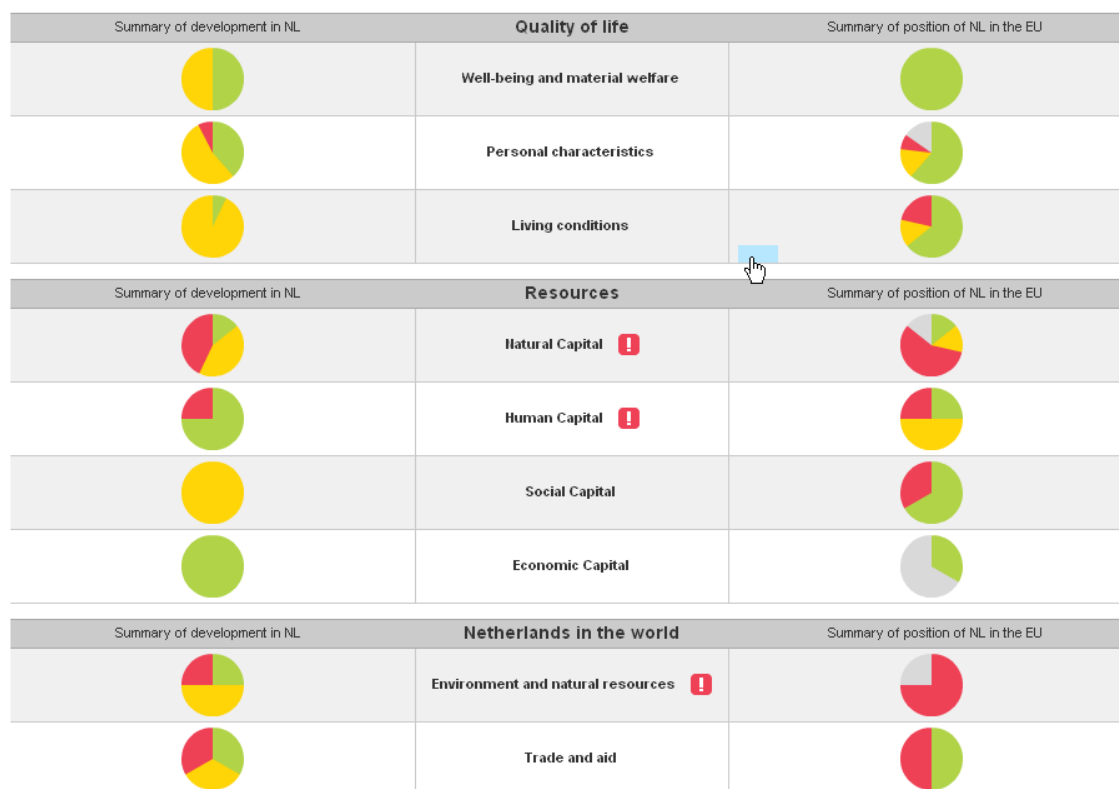 Summary of development in NL Quality of life Summary of position of NL in the EU
Well-being and material welfare
Personal characteristics
Living conditions
Summary of development in NL Resources Summary of position of NL in the EU
Natural Capital !
Human Capital !
Social Capital
Economic Capital
Summary of development in NL Netherlands in the world Summary of position of NL in the EU
Environment and natural resources !
Trade and aid